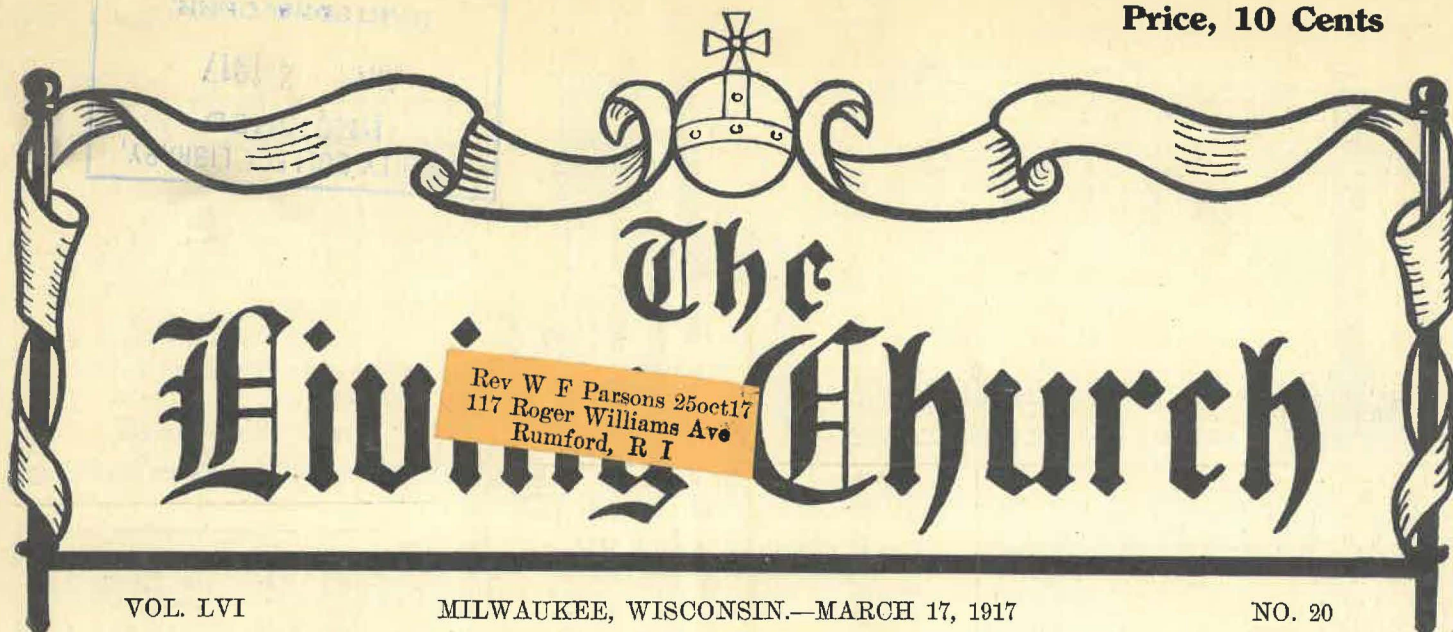 Price, 10 Cents
The
Living Church
Rev W F Parsons 25oct17
117 Roger Williams Ave
Rumford, R I
VOL. LVI MILWAUKEE, WISCONSIN.—MARCH 17, 1917 NO. 20